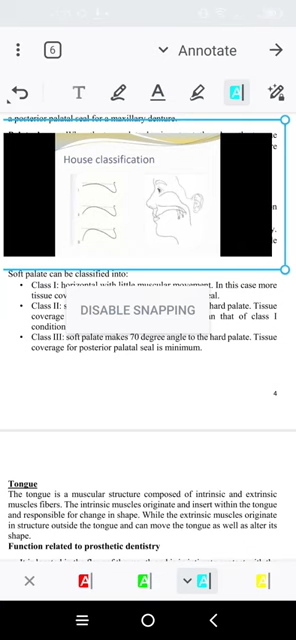 6
Annotate
a posterior palatal seal for a maxillary denture.
House classification
Soft palate can be classified into:
• Class I: horizontal with little muscular movement. In this case more
tissue cov
DISABLE SNAPPING
• Class II: s hard palate. Tissue
coverage an that of class I
condition
• Class III: soft palate makes 70 degree angle to the hard palate. Tissue
coverage for posterior palatal seal is minimum.
4
Tongue
The tongue is a muscular structure composed of intrinsic and extrinsic
muscles fibers. The intrinsic muscles originate and insert within the tongue
and responsible for change in shape. While the extrinsic muscles originate
in structure outside the tongue and can move the tongue as well as alter its
shape.
Function related to prosthetic dentistry